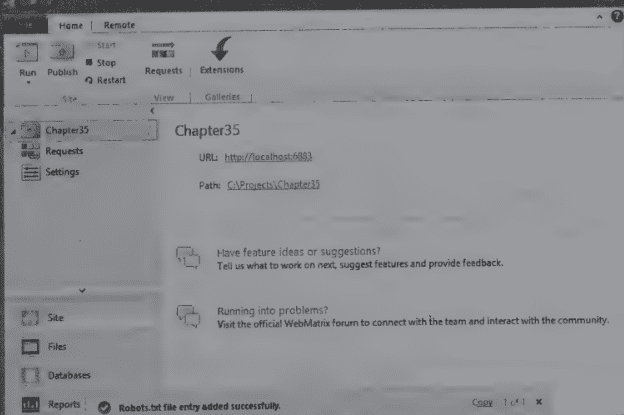 Home Remote
Start
Stop
Restart
Run Publish Requests Extensions
Site View Galleries
Chapter35
Requests
Settings
Chapter35
URL: http://localhost:6883
Path: C:\Projects\Chapter35
Have feature ideas or suggestions?
Tell us what to work on next, suggest features and provide feedback.
Running into problems?
Visit the official WebMatrix forum to connect with the team and interact with the community.
Site
Files
Databases
Reports
Robots.txt file entry added successfully.
Copy 1 of 1